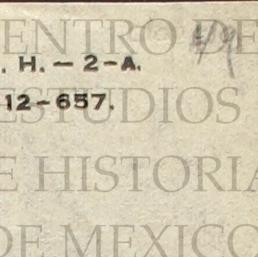 ENTRO DE
. H. — 2-A.
ESTUDIOS
12-657.
E HISTORIA
DE MEXICO